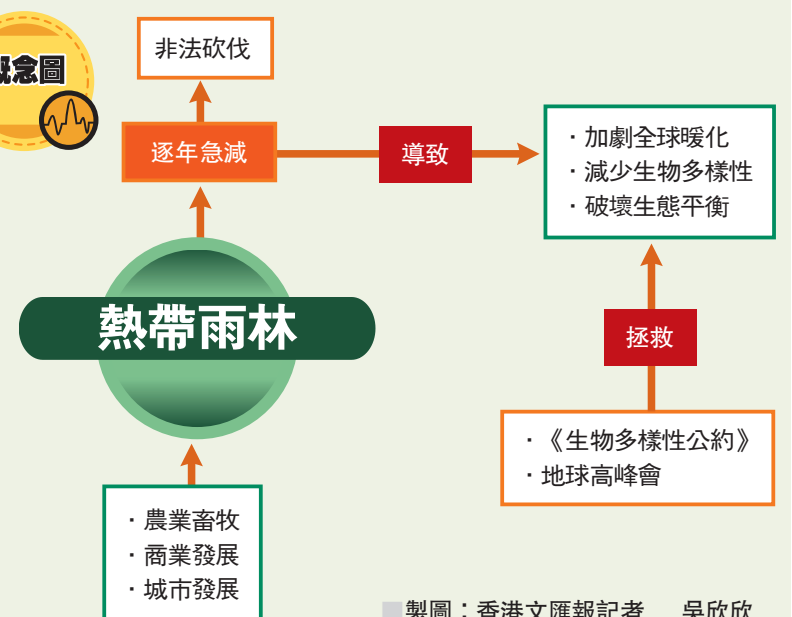 概念圖
非法砍伐
逐年急減
導致
·加劇全球暖化
·減少生物多樣性
·破壞生態平衡
熱帶雨林
拯救
·《生物多樣性公約》
·地球高峰會
·農業畜牧
·商業發展
·城市發展
■製圖：香港文匯報記者 吳欣欣